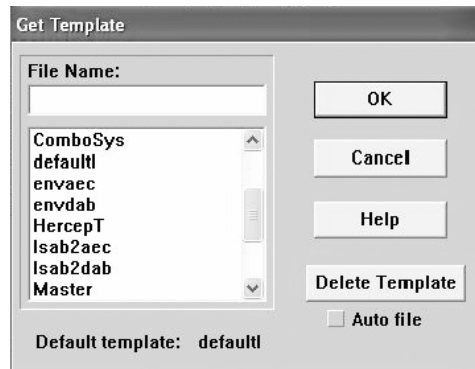 Get Template
File Name:
ComboSys
defaultl
envaec
envdab
HercepT
lsab2aec
lsab2dab
Master
OK
Cancel
Help
Delete Template
Auto file
Default template: defaultl